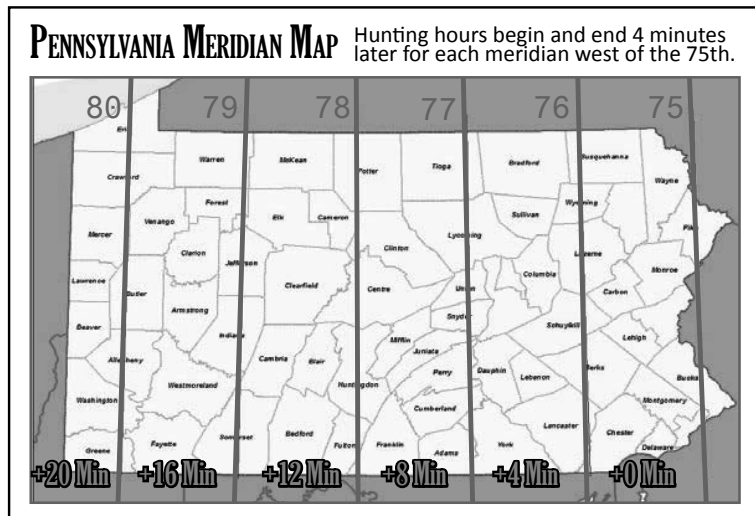 PENNSYLVANIA MERIDIAN MAP
Hunting hours begin and end 4 minutes
later for each meridian west of the 75th.
80 79 78 77 76 75
Erie
Warren McKean Potter Tioga Bradford Susquehanna
Crawford Wayne
Forest Elk Cameron Sullivan Wyoming
Mercer Venango Lycoming Pike
Clarion Jefferson Clinton Luzerne
Lawrence Butler Clearfield Centre Union Columbia Monroe
Armstrong Snyder Carbon
Beaver Indiana Mifflin Schuylkill Lehigh
Allegheny Cambria Blair Juniata
Washington Westmoreland Huntingdon Perry Dauphin Lebanon Berks Bucks
Cumberland Montgomery
Greene Fayette Somerset Bedford Fulton Franklin Adams York Lancaster Chester Delaware
+20 Min +16 Min +12 Min +8 Min +4 Min +0 Min